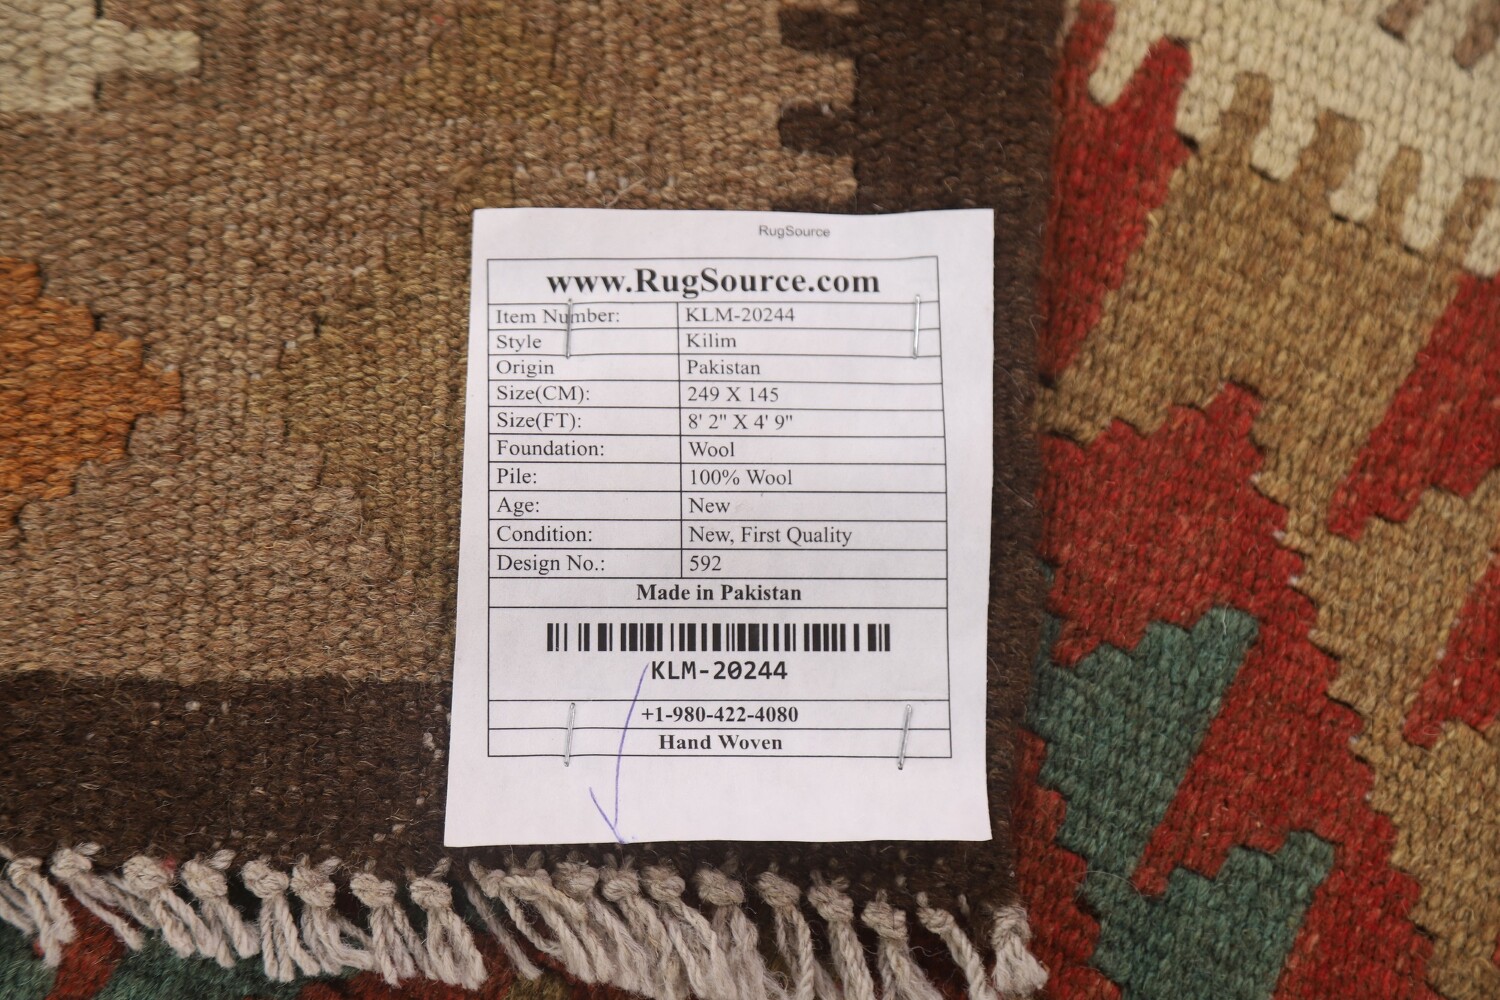 RugSource
www.RugSource.com
Item Number: KLM-20244
Style Kilim
Origin Pakistan
Size(CM): 249 X 145
Size(FT): 8' 2" X 4' 9"
Foundation: Wool
Pile: 100% Wool
Age: New
Condition: New, First Quality
Design No.: 592
Made in Pakistan
KLM-20244
+1-980-422-4080
Hand Woven